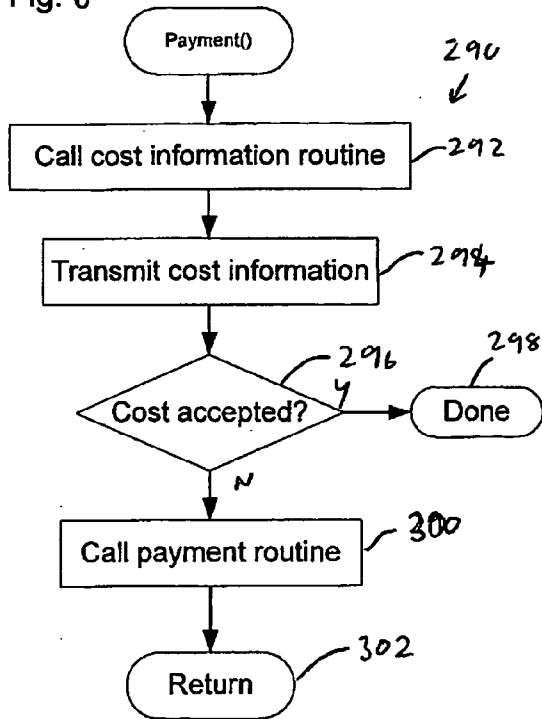 Fig. 6
Payment()
290
Call cost information routine
292
Transmit cost information
294
296
298
Cost accepted?
Y
Done
N
Call payment routine
300
Return
302